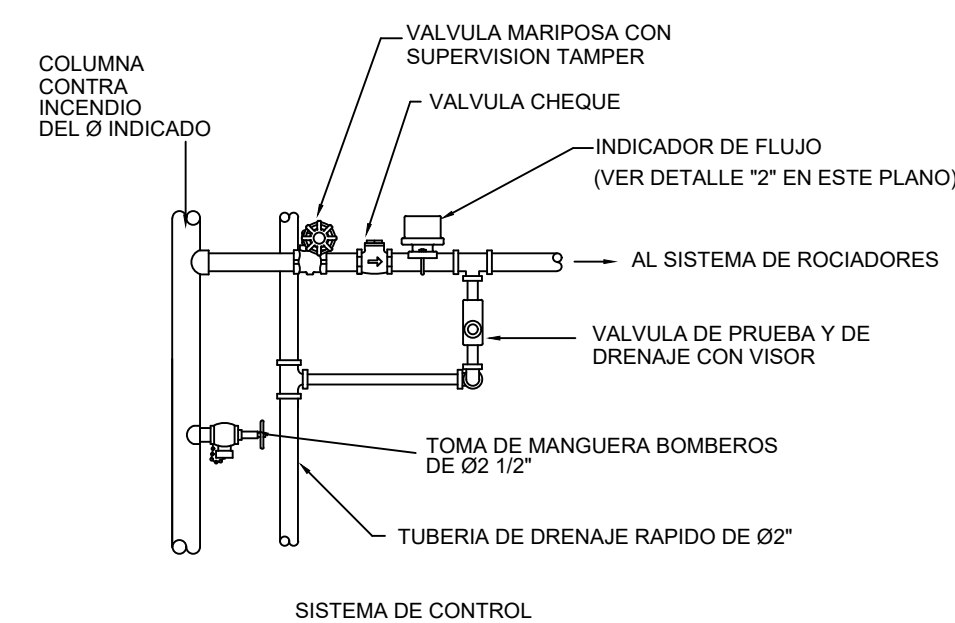 VALVULA MARIPOSA CON
SUPERVISION TAMPER
COLUMNA
CONTRA
INCENDIO
DEL Ø INDICADO
VALVULA CHEQUE
INDICADOR DE FLUJO
(VER DETALLE "2" EN ESTE PLANO)
AL SISTEMA DE ROCIADORES
VALVULA DE PRUEBA Y DE
DRENAJE CON VISOR
TOMA DE MANGUERA BOMBEROS
DE Ø2 1/2"
TUBERIA DE DRENAJE RAPIDO DE Ø2"
SISTEMA DE CONTROL